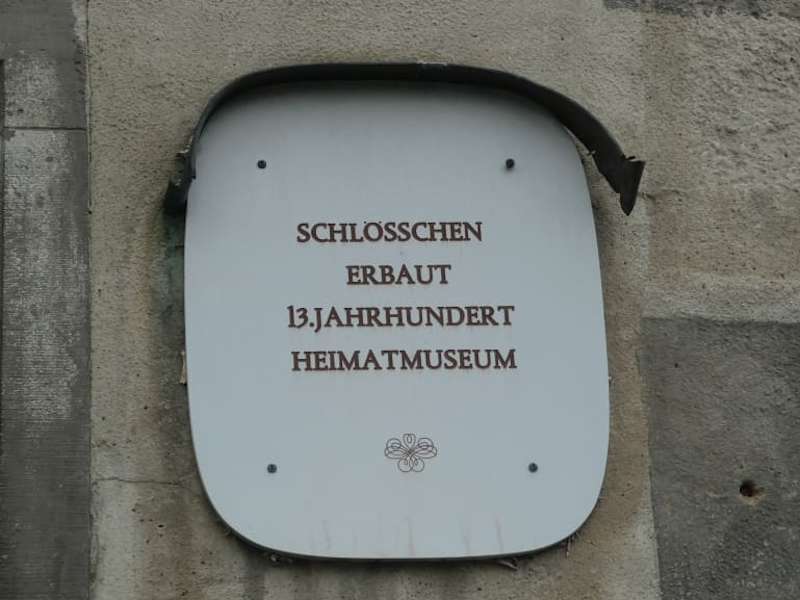 SCHLÖSSCHEN
ERBAUT
13.JAHRHUNDERT
HEIMATMUSEUM